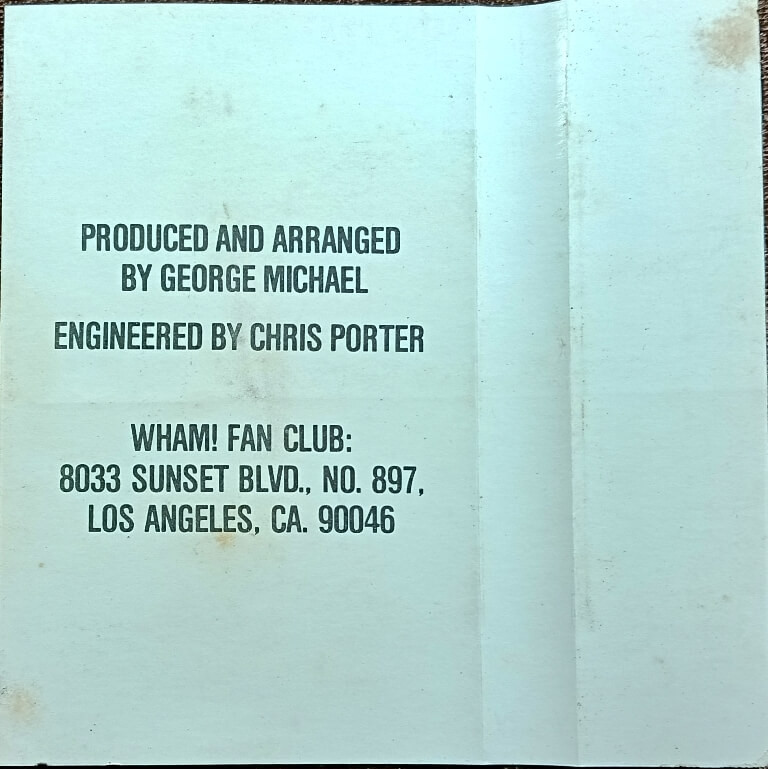 PRODUCED AND ARRANGED
BY GEORGE MICHAEL
ENGINEERED BY CHRIS PORTER
WHAM! FAN CLUB:
8033 SUNSET BLVD., NO. 897,
LOS ANGELES, CA. 90046